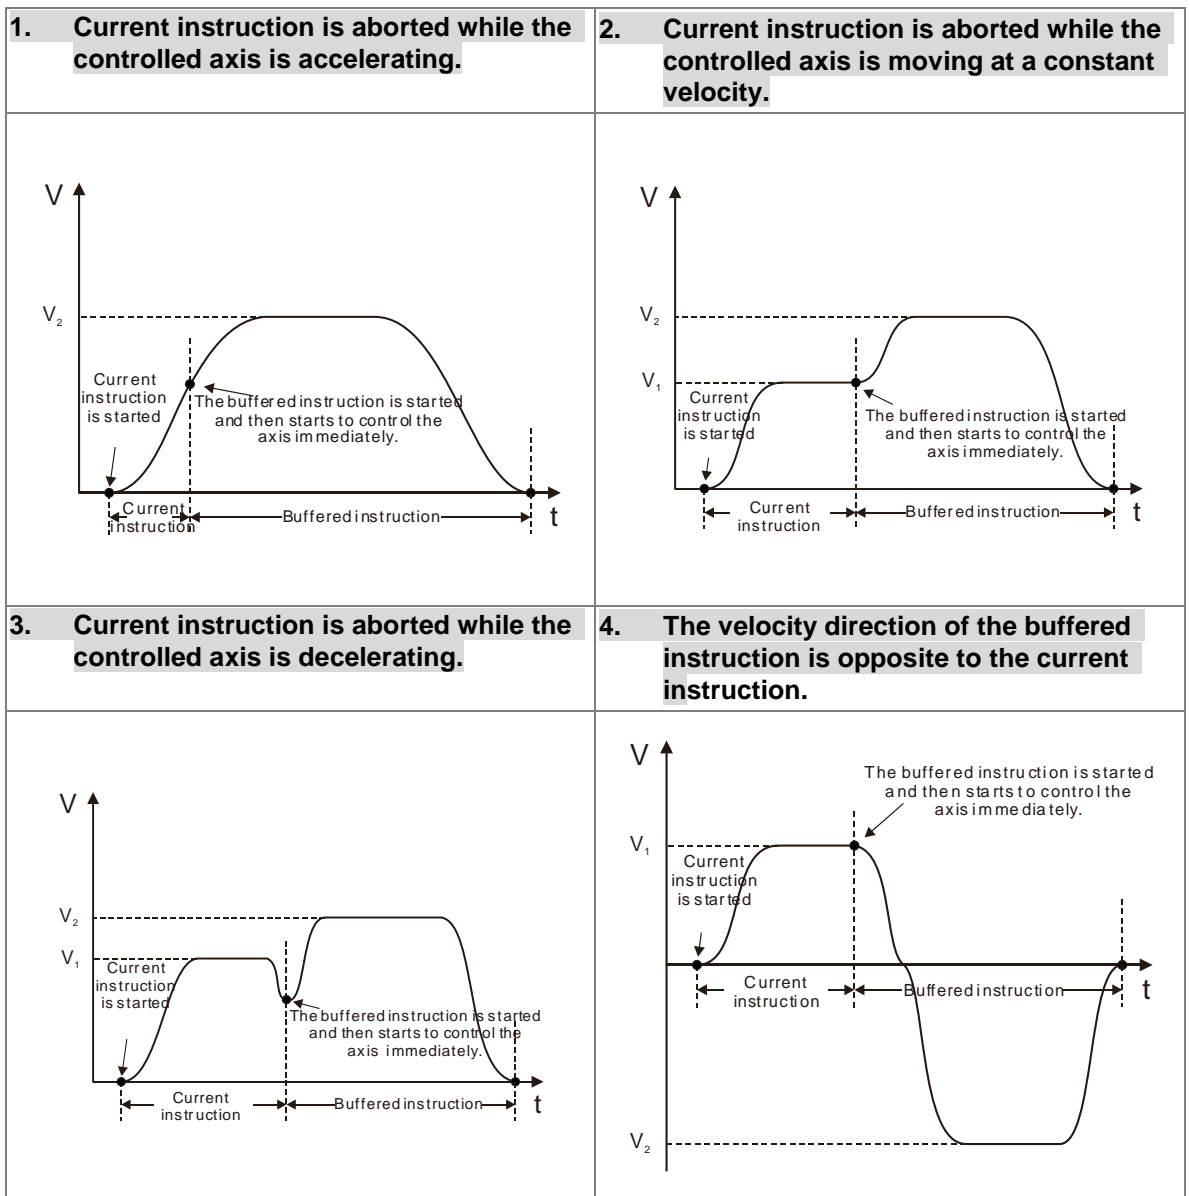 1. Current instruction is aborted while the
controlled axis is accelerating.
2. Current instruction is aborted while the
controlled axis is moving at a constant
velocity.
V
V2
Current
instruction
is started
The buffered instruction is started
and then starts to control the
axis immediately.
Current
instruction
Buffered instruction
t
V
V2
V1
Current
instruction
is started
The buffered instruction is started
and then starts to control the
axis immediately.
Current
instruction
Buffered instruction
t
3. Current instruction is aborted while the
controlled axis is decelerating.
4. The velocity direction of the buffered
instruction is opposite to the current
instruction.
V
V2
V1
Current
instruction
is started
The buffered instruction is started
and then starts to control the
axis immediately.
Current
instruction
Buffered instruction
t
V
The buffered instruction is started
and then starts to control the
axis immediately.
V1
Current
instruction
is started
Current
instruction
Buffered instruction
t
V2